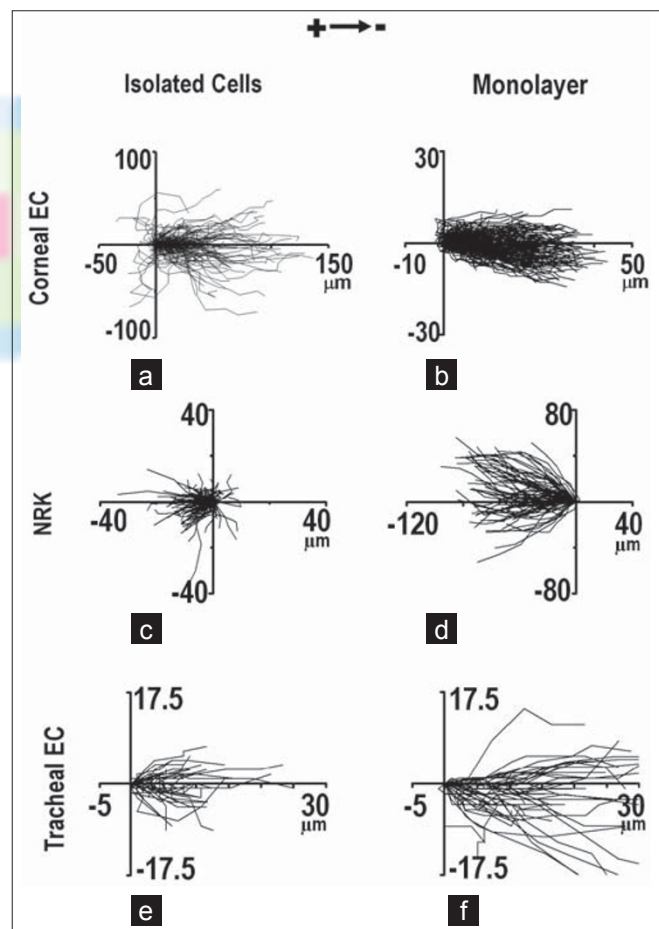 + → -
Isolated Cells Monolayer
Corneal EC
100
-50 150
μm
-100
a
30
-10 50
μm
-30
b
NRK
40
-40 40
μm
-40
c
80
-120 40
μm
-80
d
Tracheal EC
17.5
-5 30
μm
-17.5
e
17.5
-5 30
μm
-17.5
f